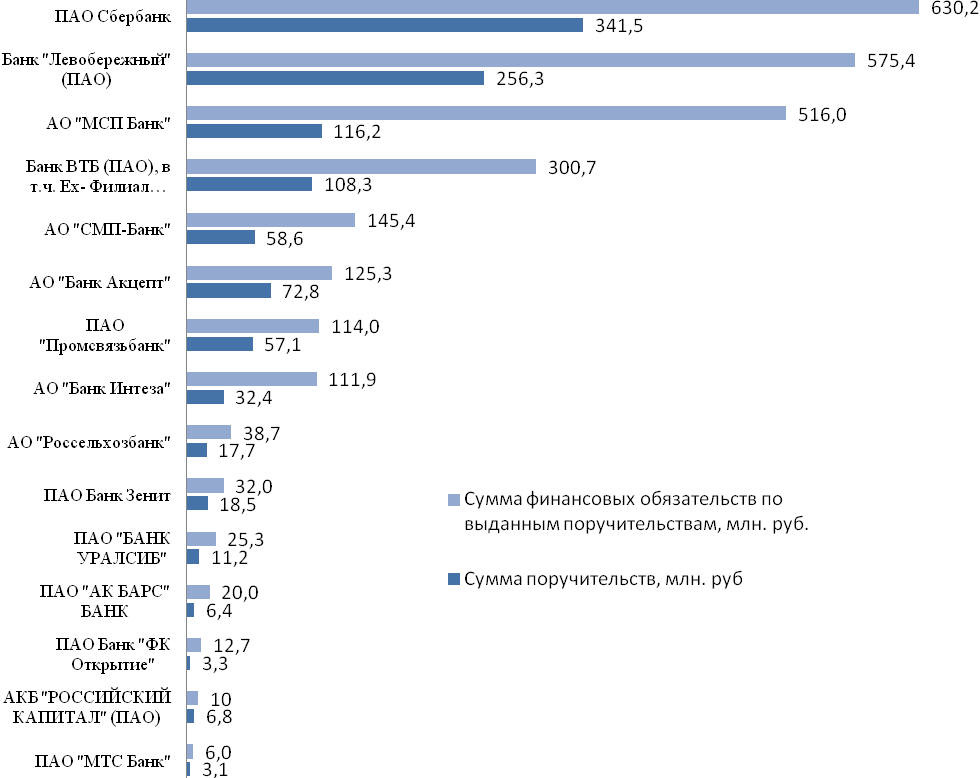 ПАО Сбербанк
630,2
341,5
Банк "Левобережный"
(ПАО)
575,4
256,3
АО "МСП Банк"
516,0
116,2
Банк ВТБ (ПАО), в
т.ч. Ех- Филиал…
300,7
108,3
АО "СМП-Банк"
145,4
58,6
АО "Банк Акцепт"
125,3
72,8
ПАО
"Промсвязьбанк"
114,0
57,1
АО "Банк Интеза"
111,9
32,4
АО "Россельхозбанк"
38,7
17,7
ПАО Банк Зенит
32,0
18,5
Сумма финансовых обязательств по
выданным поручительствам, млн. руб.
ПАО "БАНК
УРАЛСИБ"
25,3
11,2
Сумма поручительств, млн. руб
ПАО "АК БАРС"
БАНК
20,0
6,4
ПАО Банк "ФК
Открытие"
12,7
3,3
АКБ "РОССИЙСКИЙ
КАПИТАЛ" (ПАО)
10
6,8
ПАО "МТС Банк"
6,0
3,1